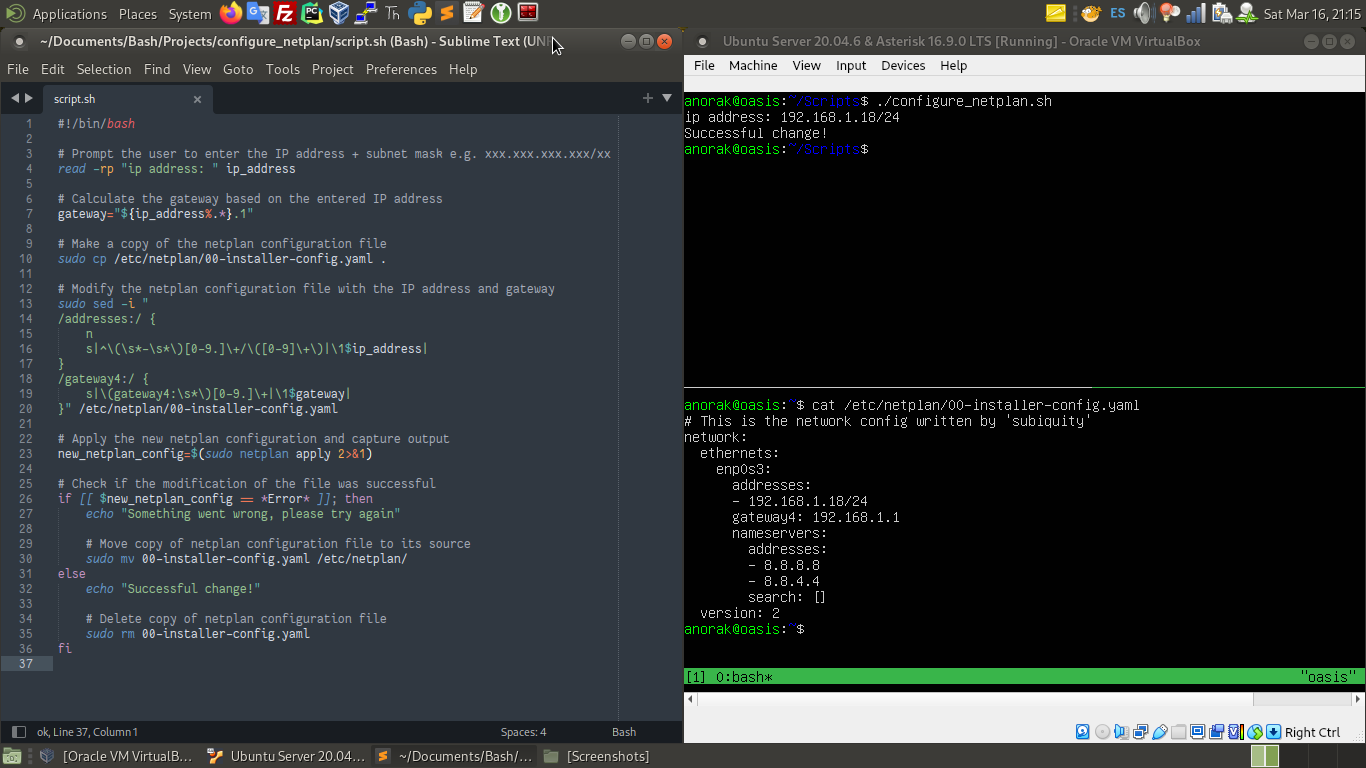 Applications Places System
ES
Sat Mar 16, 21:15
~/Documents/Bash/Projects/configure_netplan/script.sh (Bash) - Sublime Text (UN
File Edit Selection Find View Goto Tools Project Preferences Help
script.sh
1 #!/bin/bash
2
3 # Prompt the user to enter the IP address + subnet mask e.g. xxx.xxx.xxx.xxx/xx
4 read -rp "ip address: " ip_address
5
6 # Calculate the gateway based on the entered IP address
7 gateway="${ip_address%.*}.1"
8
9 # Make a copy of the netplan configuration file
10 sudo cp /etc/netplan/00-installer-config.yaml .
11
12 # Modify the netplan configuration file with the IP address and gateway
13 sudo sed -i "
14 /addresses:/ {
15 n
16 s|^\(\s*-\s*\)[0-9.]\+/\([0-9]\+\)|\1$ip_address|
17 }
18 /gateway4:/ {
19 s|\(gateway4:\s*\)[0-9.]\+|\1$gateway|
20 }" /etc/netplan/00-installer-config.yaml
21
22 # Apply the new netplan configuration and capture output
23 new_netplan_config=$(sudo netplan apply 2>&1)
24
25 # Check if the modification of the file was successful
26 if [[ $new_netplan_config == *Error* ]]; then
27 echo "Something went wrong, please try again"
28
29 # Move copy of netplan configuration file to its source
30 sudo mv 00-installer-config.yaml /etc/netplan/
31 else
32 echo "Successful change!"
33
34 # Delete copy of netplan configuration file
35 sudo rm 00-installer-config.yaml
36 fi
37
ok, Line 37, Column 1
Spaces: 4
Bash
Ubuntu Server 20.04.6 & Asterisk 16.9.0 LTS [Running] - Oracle VM VirtualBox
File Machine View Input Devices Help
anorak@oasis:~/Scripts$ ./configure_netplan.sh
ip address: 192.168.1.18/24
Successful change!
anorak@oasis:~/Scripts$
anorak@oasis:~$ cat /etc/netplan/00-installer-config.yaml
# This is the network config written by 'subiquity'
network:
ethernets:
enp0s3:
addresses:
- 192.168.1.18/24
gateway4: 192.168.1.1
nameservers:
addresses:
- 8.8.8.8
- 8.8.4.4
search: []
version: 2
anorak@oasis:~$
[1] 0:bash* "oasis"
Right Ctrl
[Oracle VM VirtualB...
Ubuntu Server 20.04....
~/Documents/Bash/...
[Screenshots]